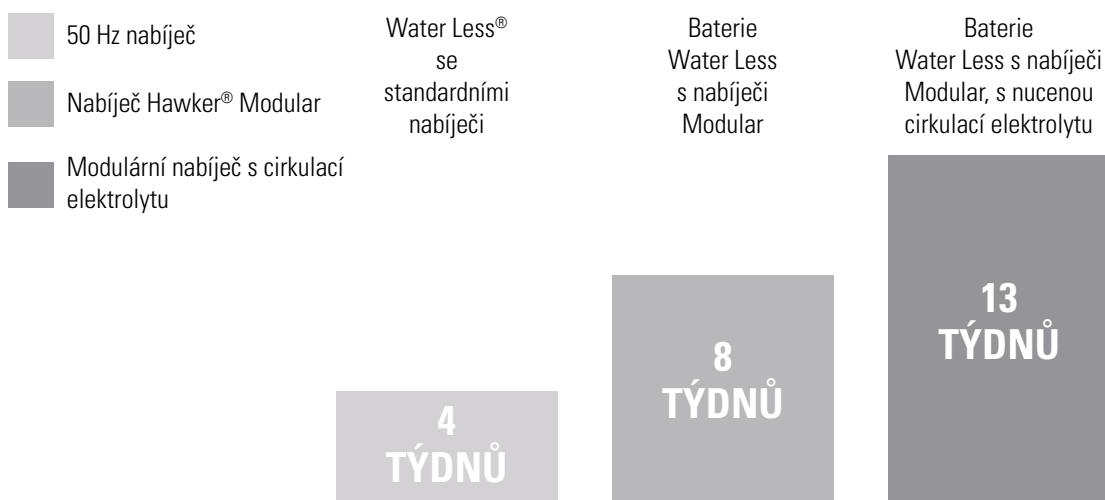 50 Hz nabíječ
Nabíječ Hawker® Modular
Modulární nabíječ s cirkulací
elektrolytu
Water Less®
se
standardními
nabíječi
Baterie
Water Less
s nabíječi
Modular
Baterie
Water Less s nabíječi
Modular, s nucenou
cirkulací elektrolytu
4
TÝDNŮ
8
TÝDNŮ
13
TÝDNŮ